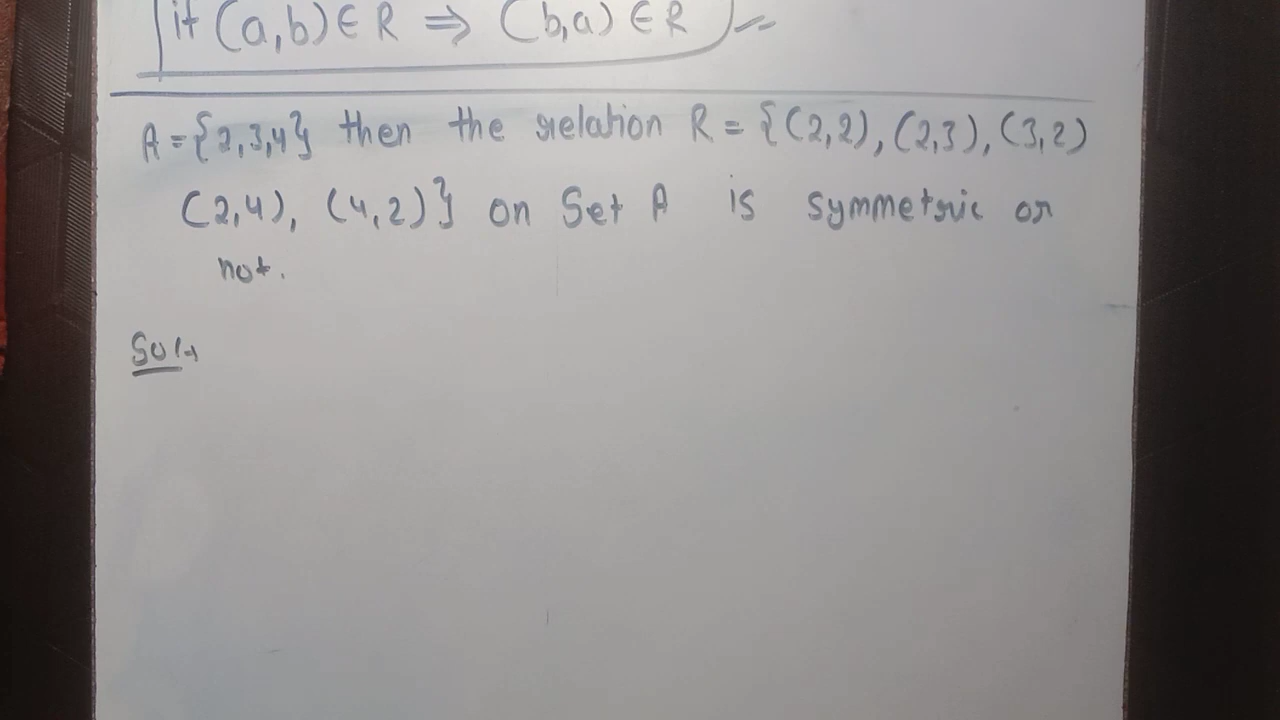 if (a,b) ∈ R ⇒ (b,a) ∈ R
A = {2,3,4} then the relation R = {(2,2), (2,3), (3,2)
(2,4), (4,2)} on Set A is symmetric or
not.
Sol→